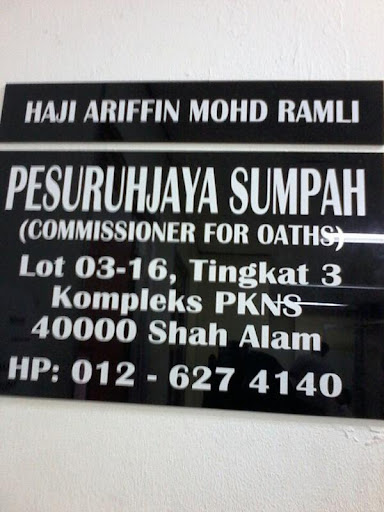 HAJI ARIFFIN MOHD RAMLI
PESURUHJAYA SUMPAH
(COMMISSIONER FOR OATHS)
Lot 03-16, Tingkat 3
Kompleks PKNS
40000 Shah Alam
HP: 012 - 627 4140